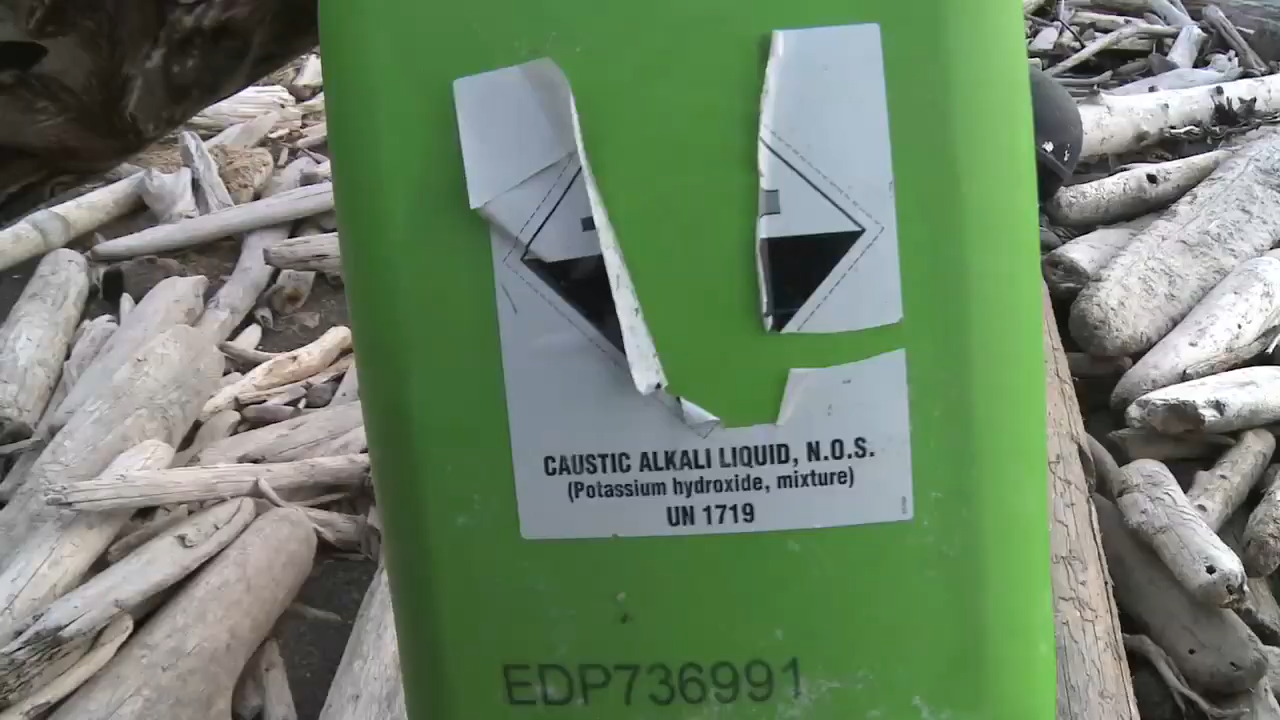 CAUSTIC ALKALI LIQUID, N.O.S.
(Potassium hydroxide, mixture)
UN 1719
EDP736991